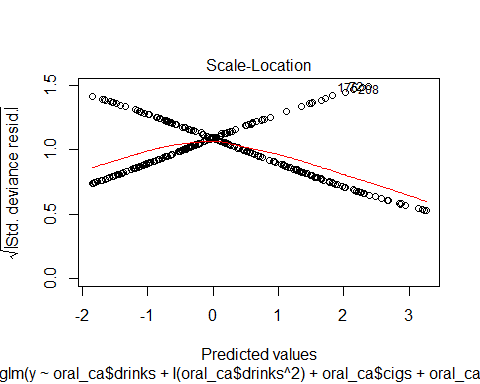 Scale-Location
√|Std. deviance resid.|
1.5
1.0
0.5
0.0
-2 -1 0 1 2 3
Predicted values
glm(y ~ oral_ca$drinks + I(oral_ca$drinks^2) + oral_ca$cigs + oral_ca